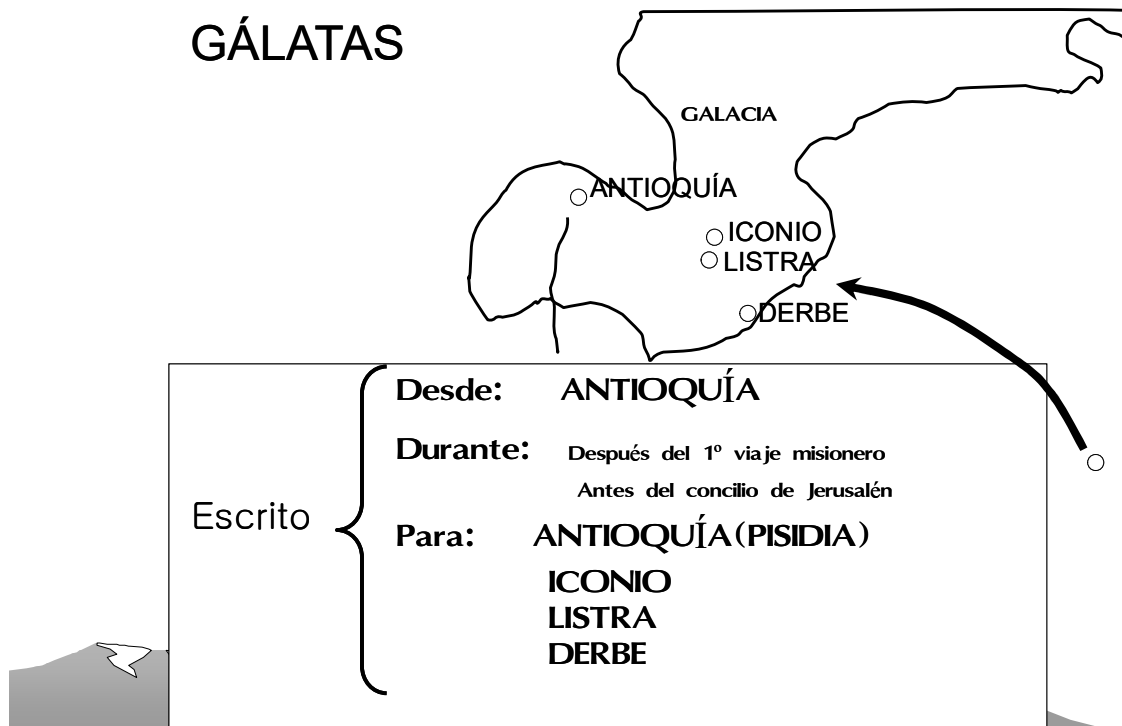 GÁLATAS
GALACIA
ANTIOQUÍA
ICONIO
LISTRA
DERBE
Desde: ANTIOQUÍA
Durante: Después del 1º viaje misionero
Antes del concilio de Jerusalén
Escrito
Para: ANTIOQUÍA(PISIDIA)
ICONIO
LISTRA
DERBE